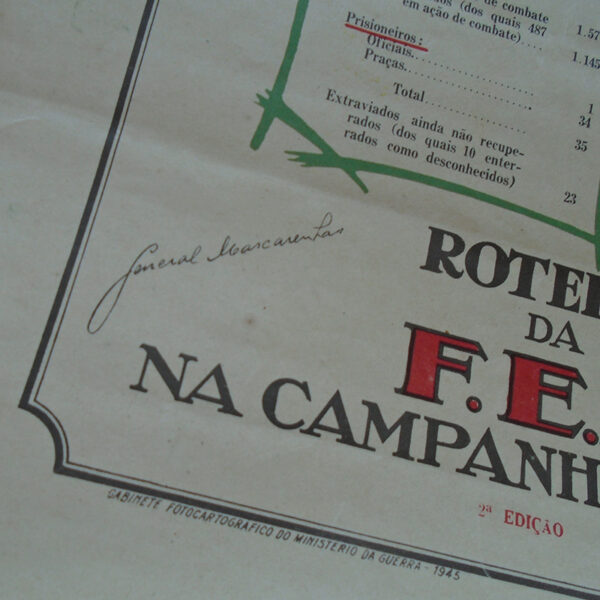 de combate
(dos quais 487
em ação de combate).... 1.57
Prisioneiros: 1.145
Oficiais....................
Praças.....................
Total.................. 1
Extraviados ainda não recupe- 34
rados (dos quais 10 enter- 35
rados como desconhecidos)
23
General Mascarenhas
ROTEI
DA
F. E.
NA CAMPANH
2ª EDIÇÃO
GABINETE FOTOCARTOGRAFICO DO MINISTERIO DA GUERRA - 1945